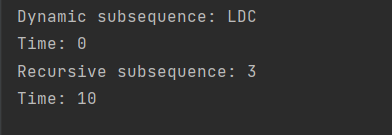 Dynamic subsequence: LDC
Time: 0
Recursive subsequence: 3
Time: 10